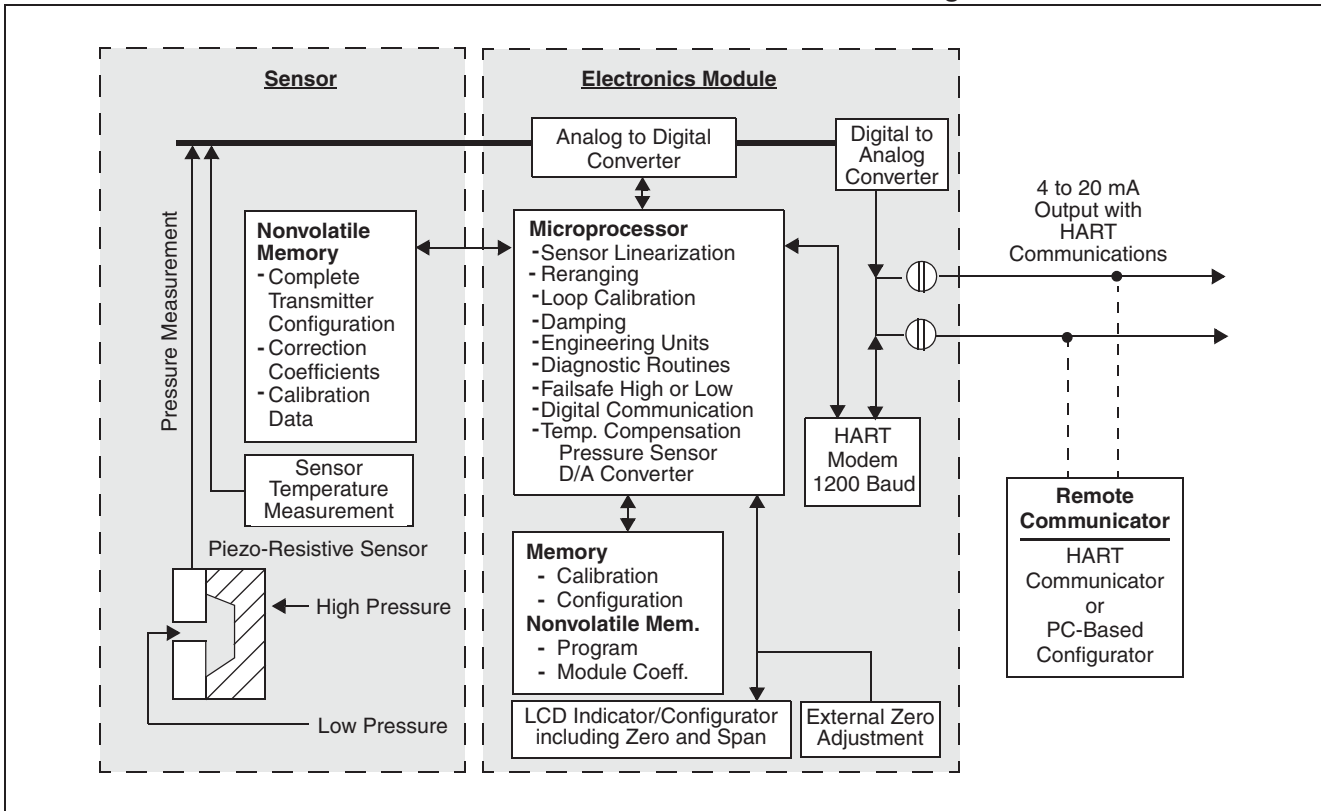 Sensor
Pressure Measurement
Nonvolatile
Memory
- Complete
Transmitter
Configuration
- Correction
Coefficients
- Calibration
Data
Sensor
Temperature
Measurement
Piezo-Resistive Sensor
High Pressure
Low Pressure
Electronics Module
Analog to Digital
Converter
Digital to
Analog
Converter
Microprocessor
-Sensor Linearization
- Reranging
-Loop Calibration
-Damping
-Engineering Units
-Diagnostic Routines
-Failsafe High or Low
-Digital Communication
-Temp. Compensation
Pressure Sensor
D/A Converter
HART
Modem
1200 Baud
Memory
- Calibration
- Configuration
Nonvolatile Mem.
- Program
- Module Coeff.
LCD Indicator/Configurator
including Zero and Span
External Zero
Adjustment
4 to 20 mA
Output with
HART
Communications
Remote
Communicator
HART
Communicator
or
PC-Based
Configurator